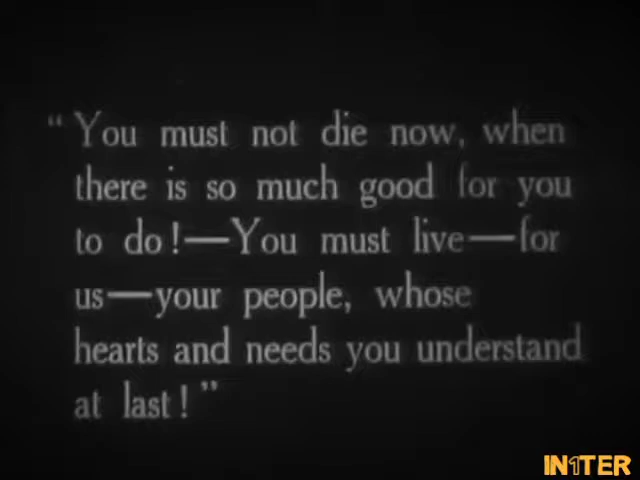 “You must not die now, when
there is so much good for you
to do!—You must live—for
us—your people, whose
hearts and needs you understand
at last!”
IN1TER